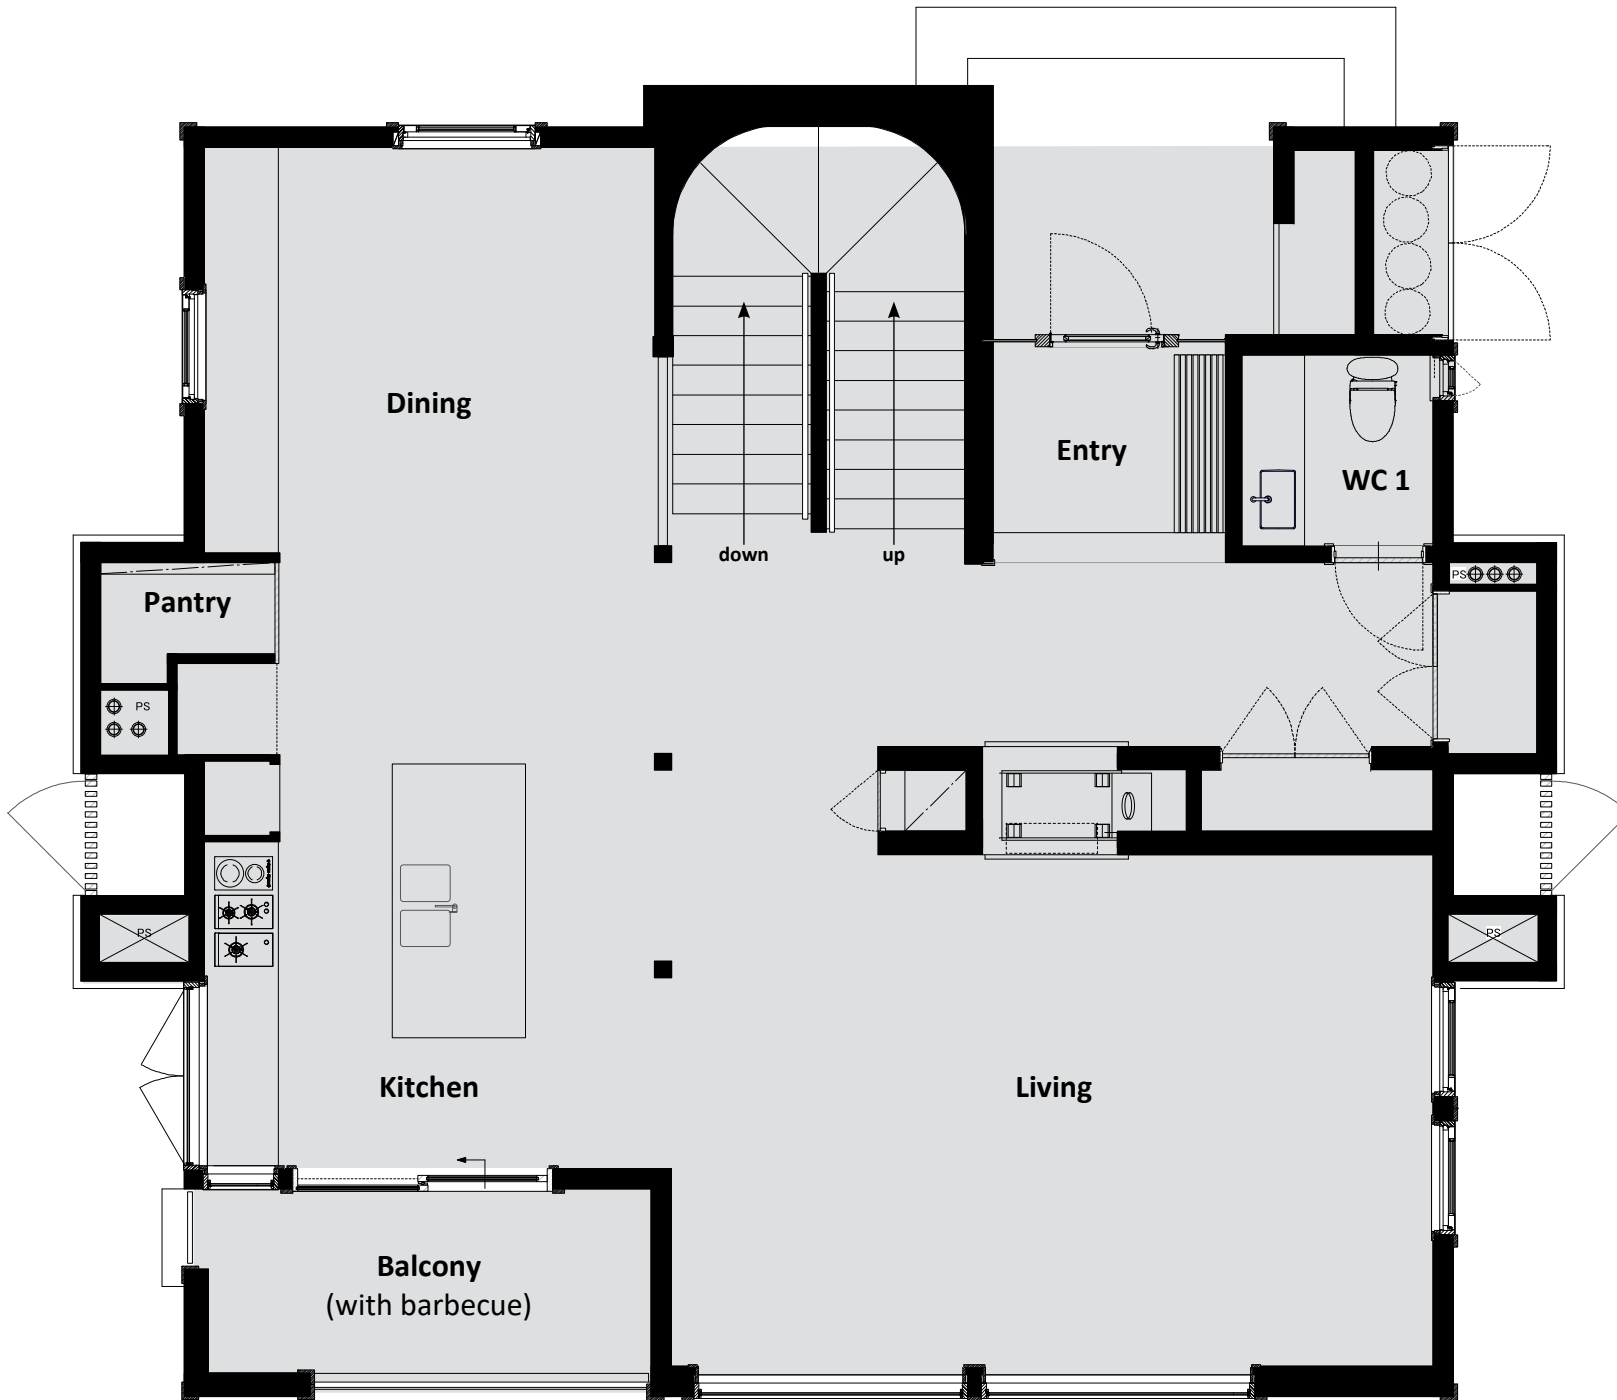 Dining
Entry
WC 1
down
up
PS
Pantry
PS
PS
PS
Kitchen
Living
Balcony
(with barbecue)